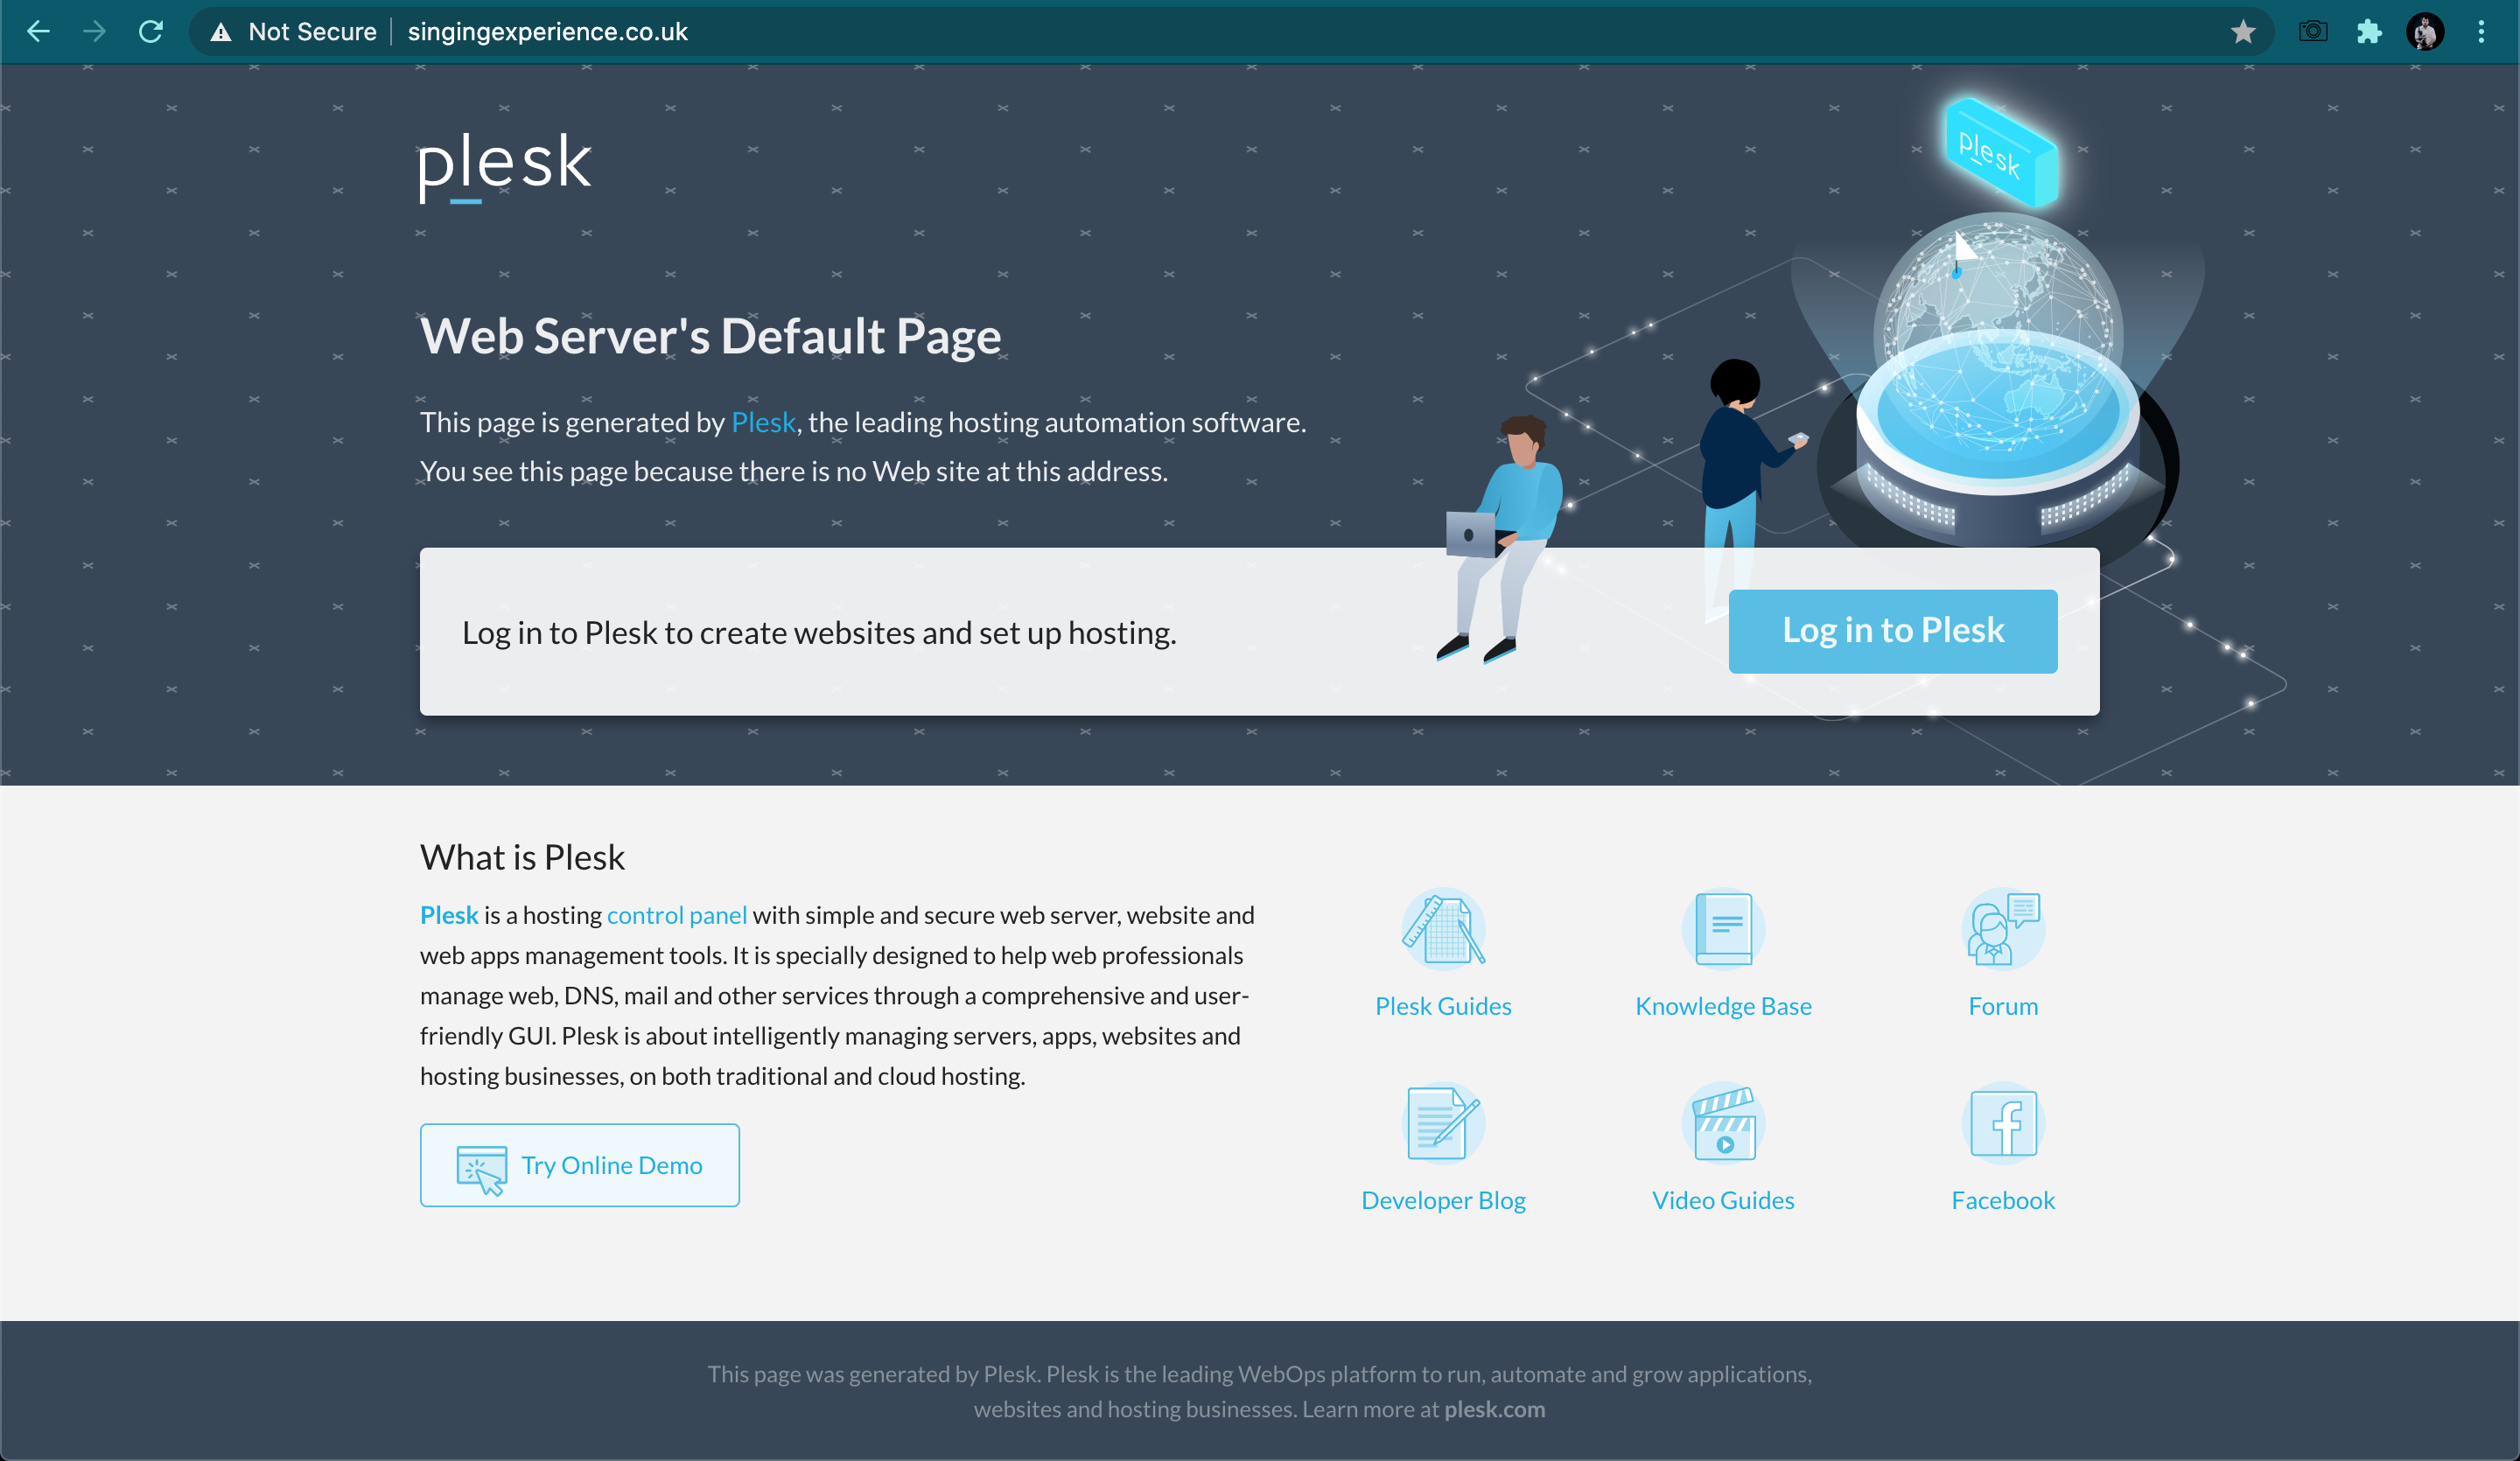 Not Secure singingexperience.co.uk
plesk
plesk
Web Server's Default Page
This page is generated by Plesk, the leading hosting automation software.
You see this page because there is no Web site at this address.
Log in to Plesk to create websites and set up hosting.
Log in to Plesk
What is Plesk
Plesk is a hosting control panel with simple and secure web server, website and
web apps management tools. It is specially designed to help web professionals
manage web, DNS, mail and other services through a comprehensive and user-
friendly GUI. Plesk is about intelligently managing servers, apps, websites and
hosting businesses, on both traditional and cloud hosting.
Try Online Demo
Plesk Guides
Knowledge Base
Forum
Developer Blog
Video Guides
Facebook
This page was generated by Plesk. Plesk is the leading WebOps platform to run, automate and grow applications,
websites and hosting businesses. Learn more at plesk.com